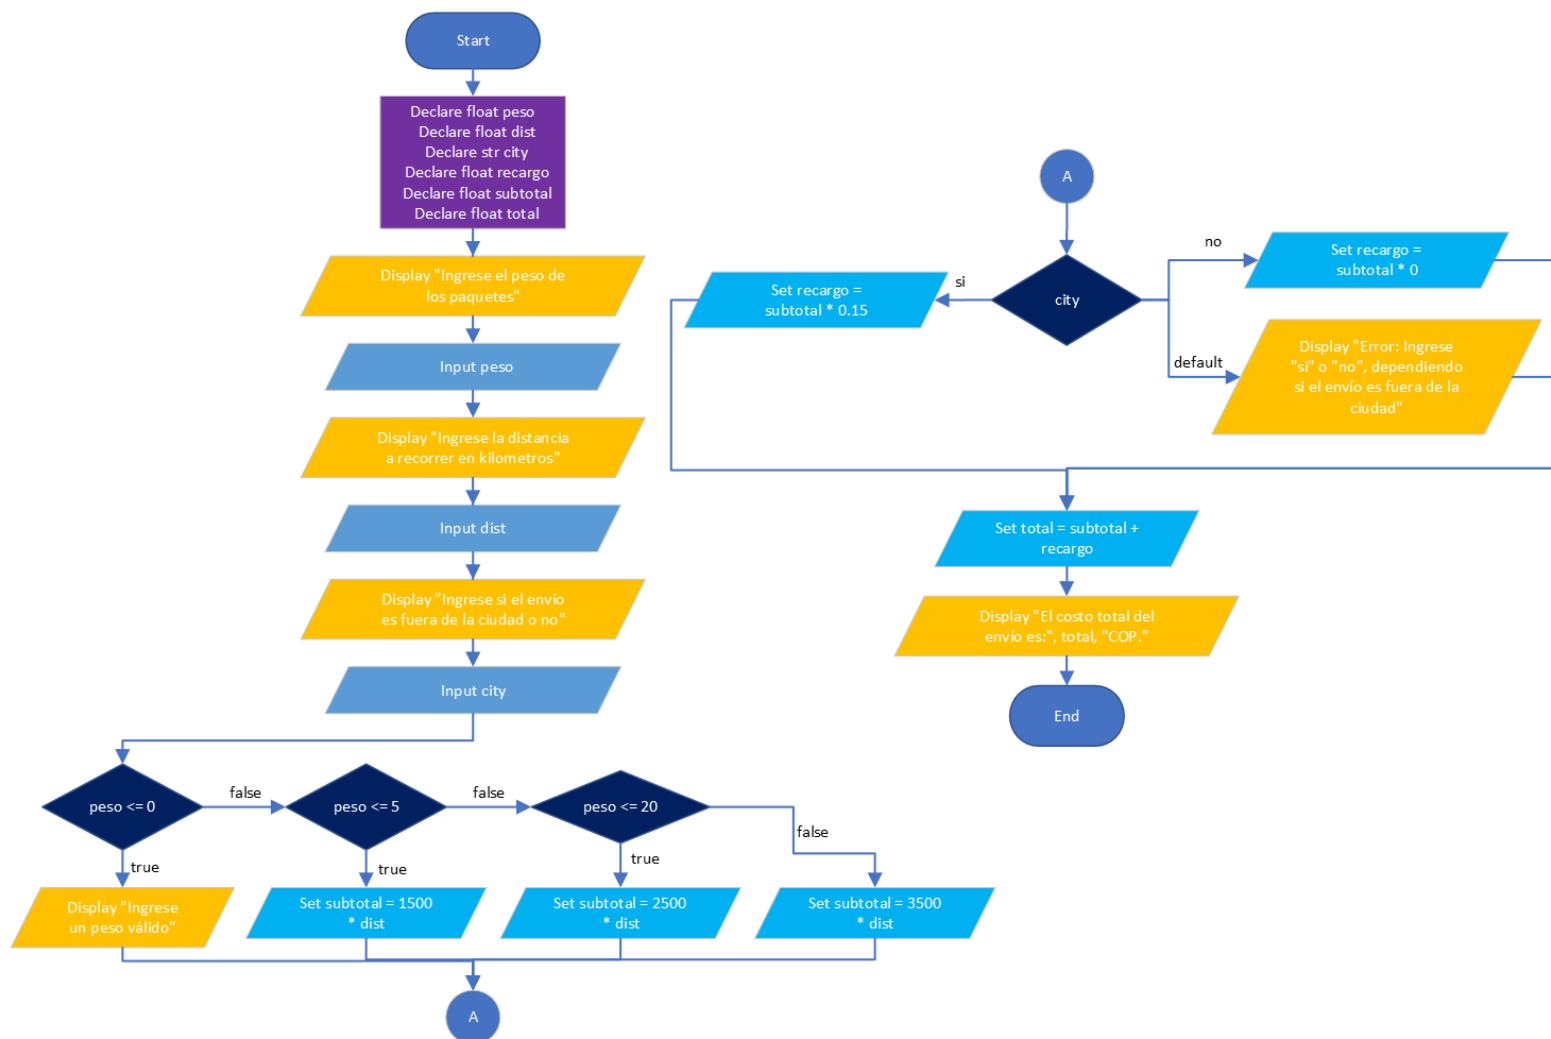 Start
Declare float peso
Declare float dist
Declare str city
Declare float recargo
Declare float subtotal
Declare float total
Display "Ingrese el peso de
los paquetes"
Input peso
Display "Ingrese la distancia
a recorrer en kilometros"
Input dist
Display "Ingrese si el envio
es fuera de la ciudad o no"
Input city
peso <= 0
false
peso <= 5
false
peso <= 20
false
true
true
true
Display "Ingrese
un peso válido"
Set subtotal = 1500
* dist
Set subtotal = 2500
* dist
Set subtotal = 3500
* dist
A
A
city
si
Set recargo =
subtotal * 0.15
no
Set recargo =
subtotal * 0
default
Display "Error: Ingrese
"si" o "no", dependiendo
si el envío es fuera de la
ciudad"
Set total = subtotal +
recargo
Display "El costo total del
envío es:", total, "COP."
End